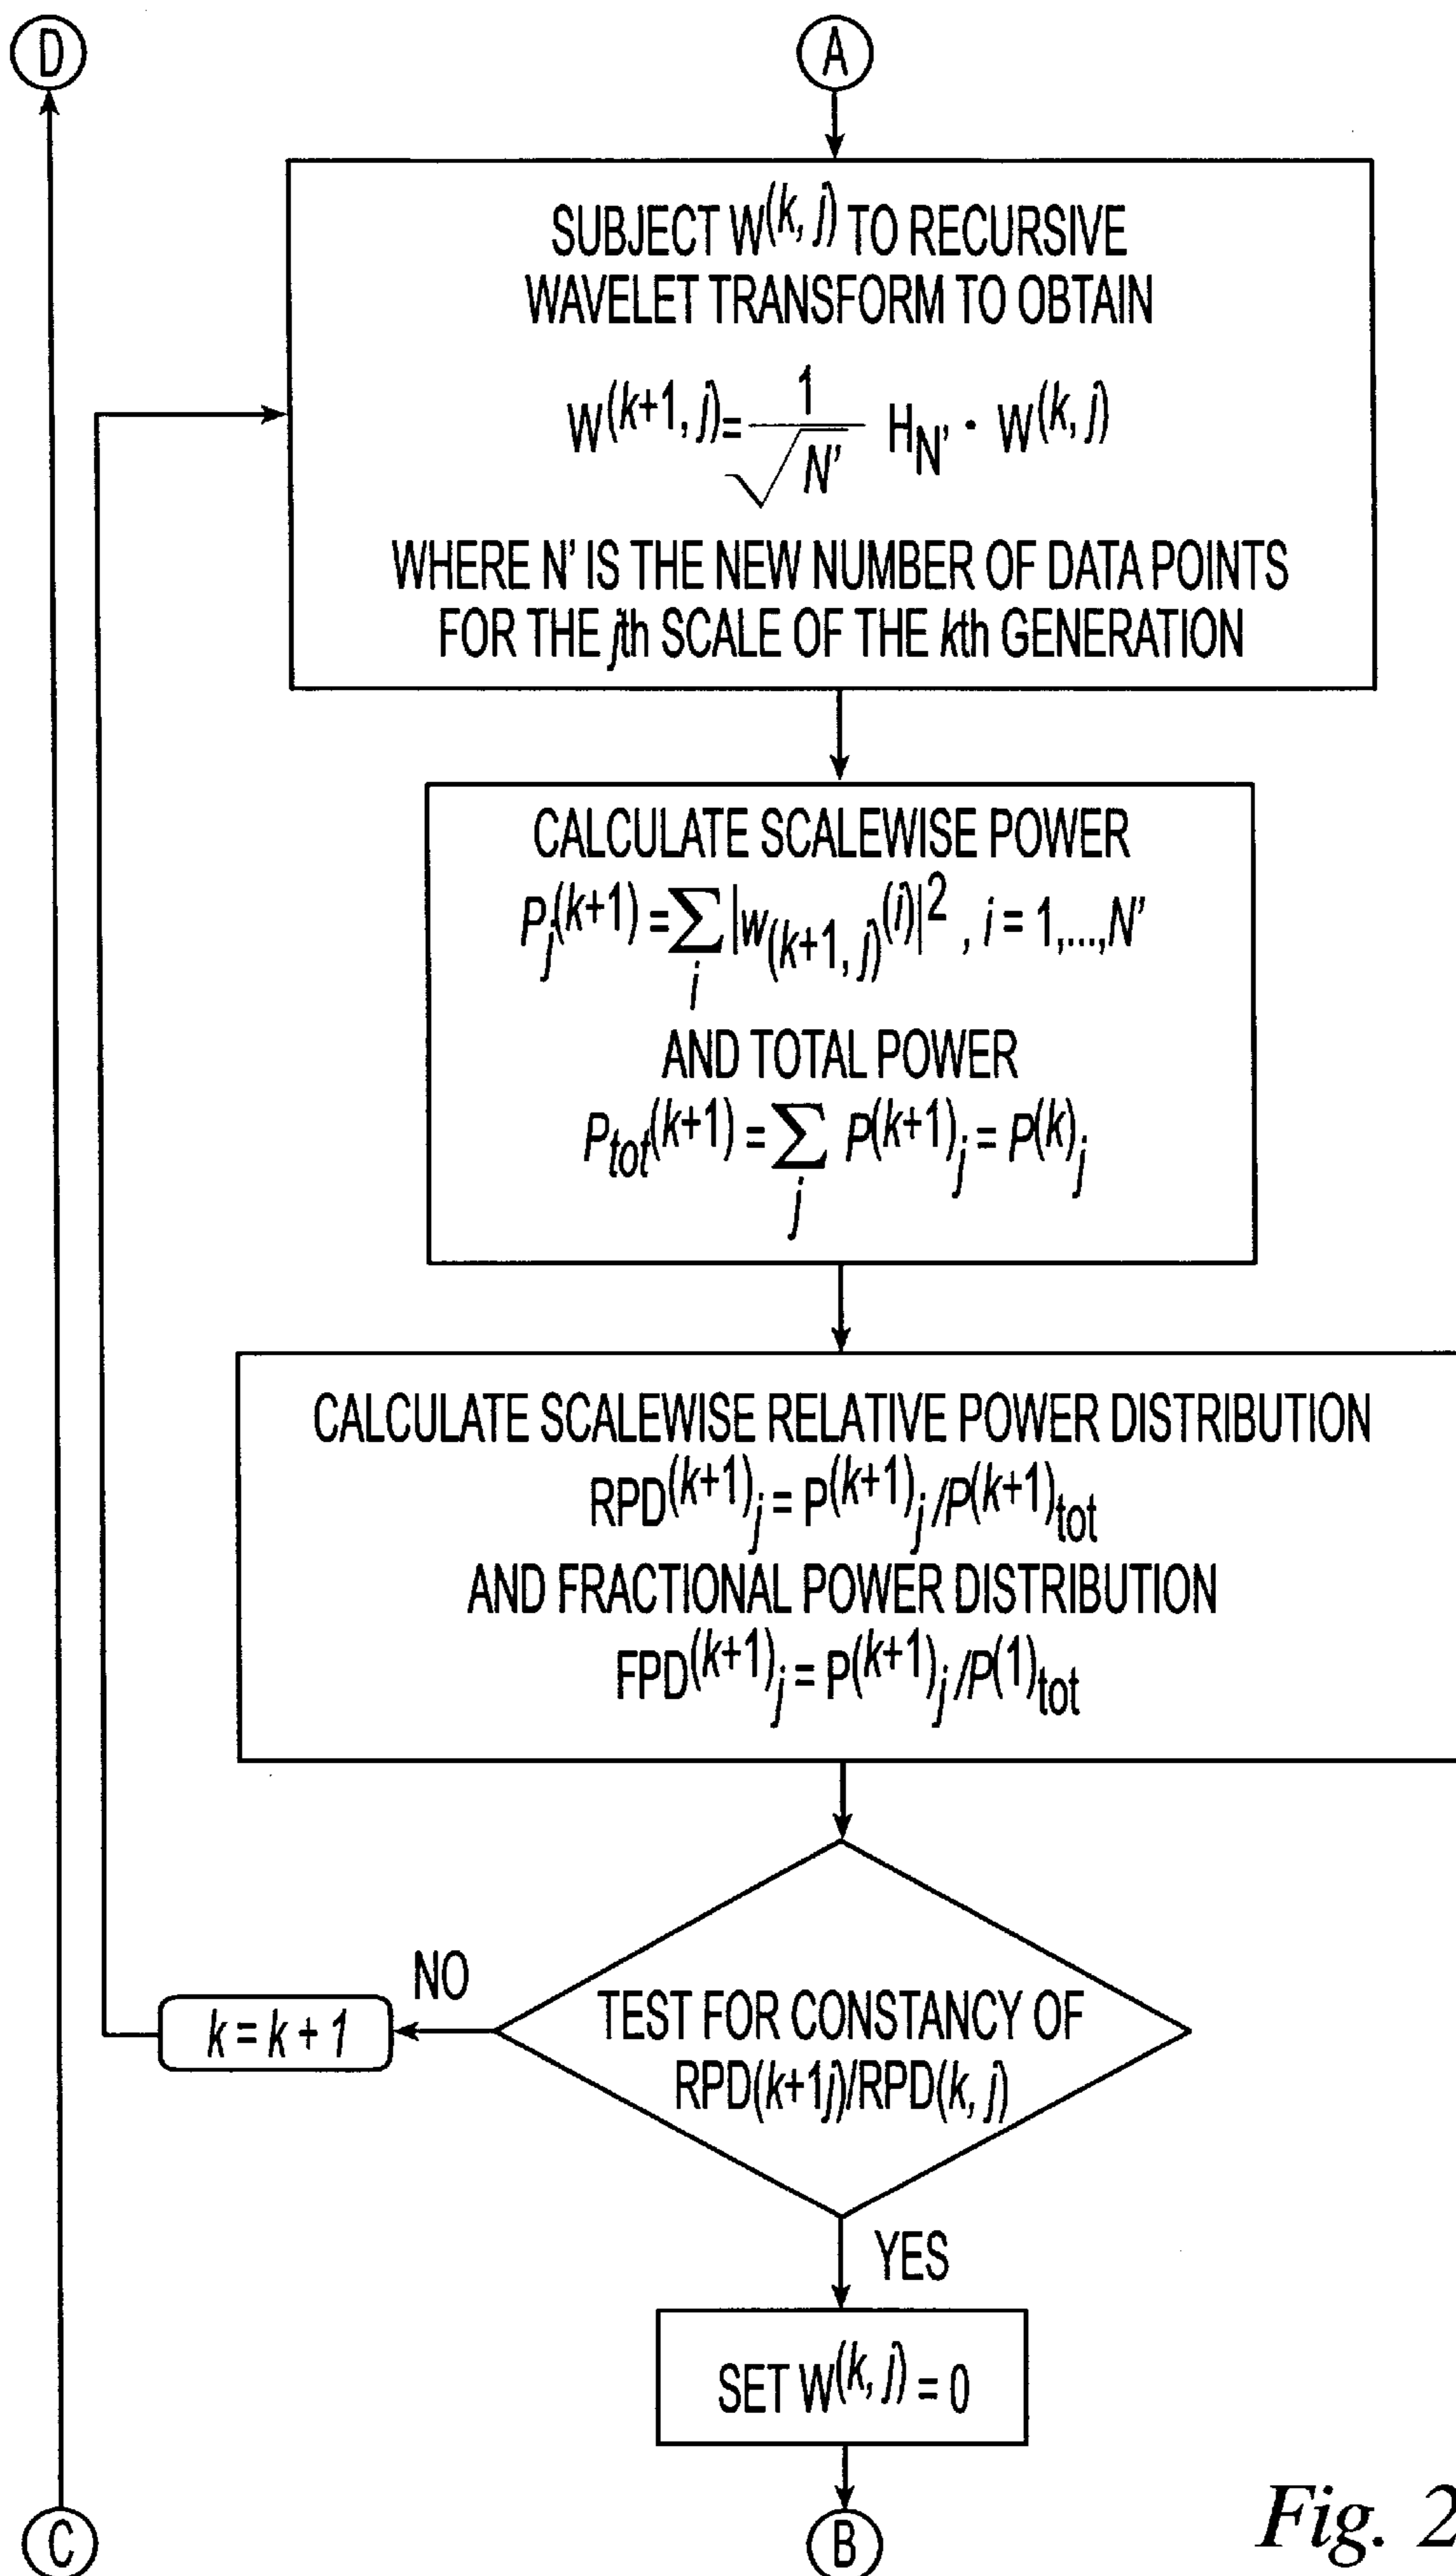 D
A
SUBJECT W^(k, j) TO RECURSIVE
WAVELET TRANSFORM TO OBTAIN
W^(k+1, j) = 1/√N' H_N' · W^(k, j)
WHERE N' IS THE NEW NUMBER OF DATA POINTS
FOR THE jth SCALE OF THE kth GENERATION
CALCULATE SCALEWISE POWER
P_j^(k+1) = ∑_i |w_(k+1, j)^(i)|^2 , i = 1,...,N'
AND TOTAL POWER
P_tot^(k+1) = ∑_j P^(k+1)_j = P^(k)_j
CALCULATE SCALEWISE RELATIVE POWER DISTRIBUTION
RPD^(k+1)_j = P^(k+1)_j /P^(k+1)_tot
AND FRACTIONAL POWER DISTRIBUTION
FPD^(k+1)_j = P^(k+1)_j /P^(1)_tot
NO
k = k + 1
TEST FOR CONSTANCY OF
RPD(k+1j)/RPD(k, j)
YES
SET W^(k, j) = 0
C
B
Fig. 2